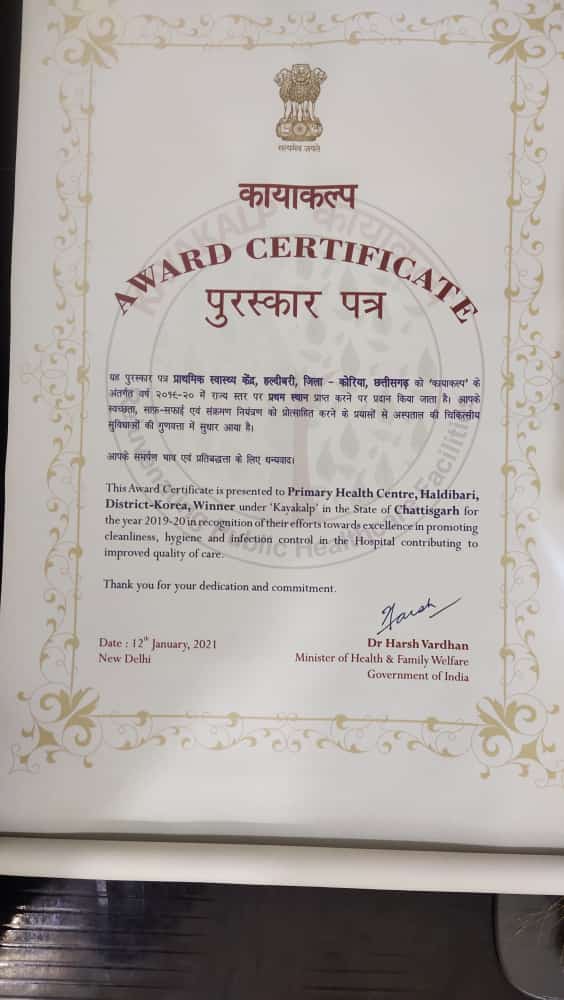 सत्यमेव जयते
कायाकल्प
AWARD CERTIFICATE
पुरस्कार पत्र
KAYAKALP
Public Healthcare Facilities
यह पुरस्कार पत्र प्राथमिक स्वास्थ्य केंद्र, हल्दीबरी, जिला – कोरिया, छत्तीसगढ़ को 'कायाकल्प' के
अंतर्गत वर्ष २०१९-२० में राज्य स्तर पर प्रथम स्थान प्राप्त करने पर प्रदान किया जाता है। आपके
स्वच्छता, साफ़-सफाई एवं संक्रमण नियंत्रण को प्रोत्साहित करने के प्रयासों से अस्पताल की चिकित्सीय
सुविधाओं की गुणवत्ता में सुधार आया है।
आपके समर्पण भाव एवं प्रतिबद्धता के लिए धन्यवाद।
This Award Certificate is presented to Primary Health Centre, Haldibari,
District-Korea, Winner under 'Kayakalp' in the State of Chattisgarh for
the year 2019-20 in recognition of their efforts towards excellence in promoting
cleanliness, hygiene and infection control in the Hospital contributing to
improved quality of care.
Thank you for your dedication and commitment.
Harsh
Date : 12th January, 2021
New Delhi
Dr Harsh Vardhan
Minister of Health & Family Welfare
Government of India